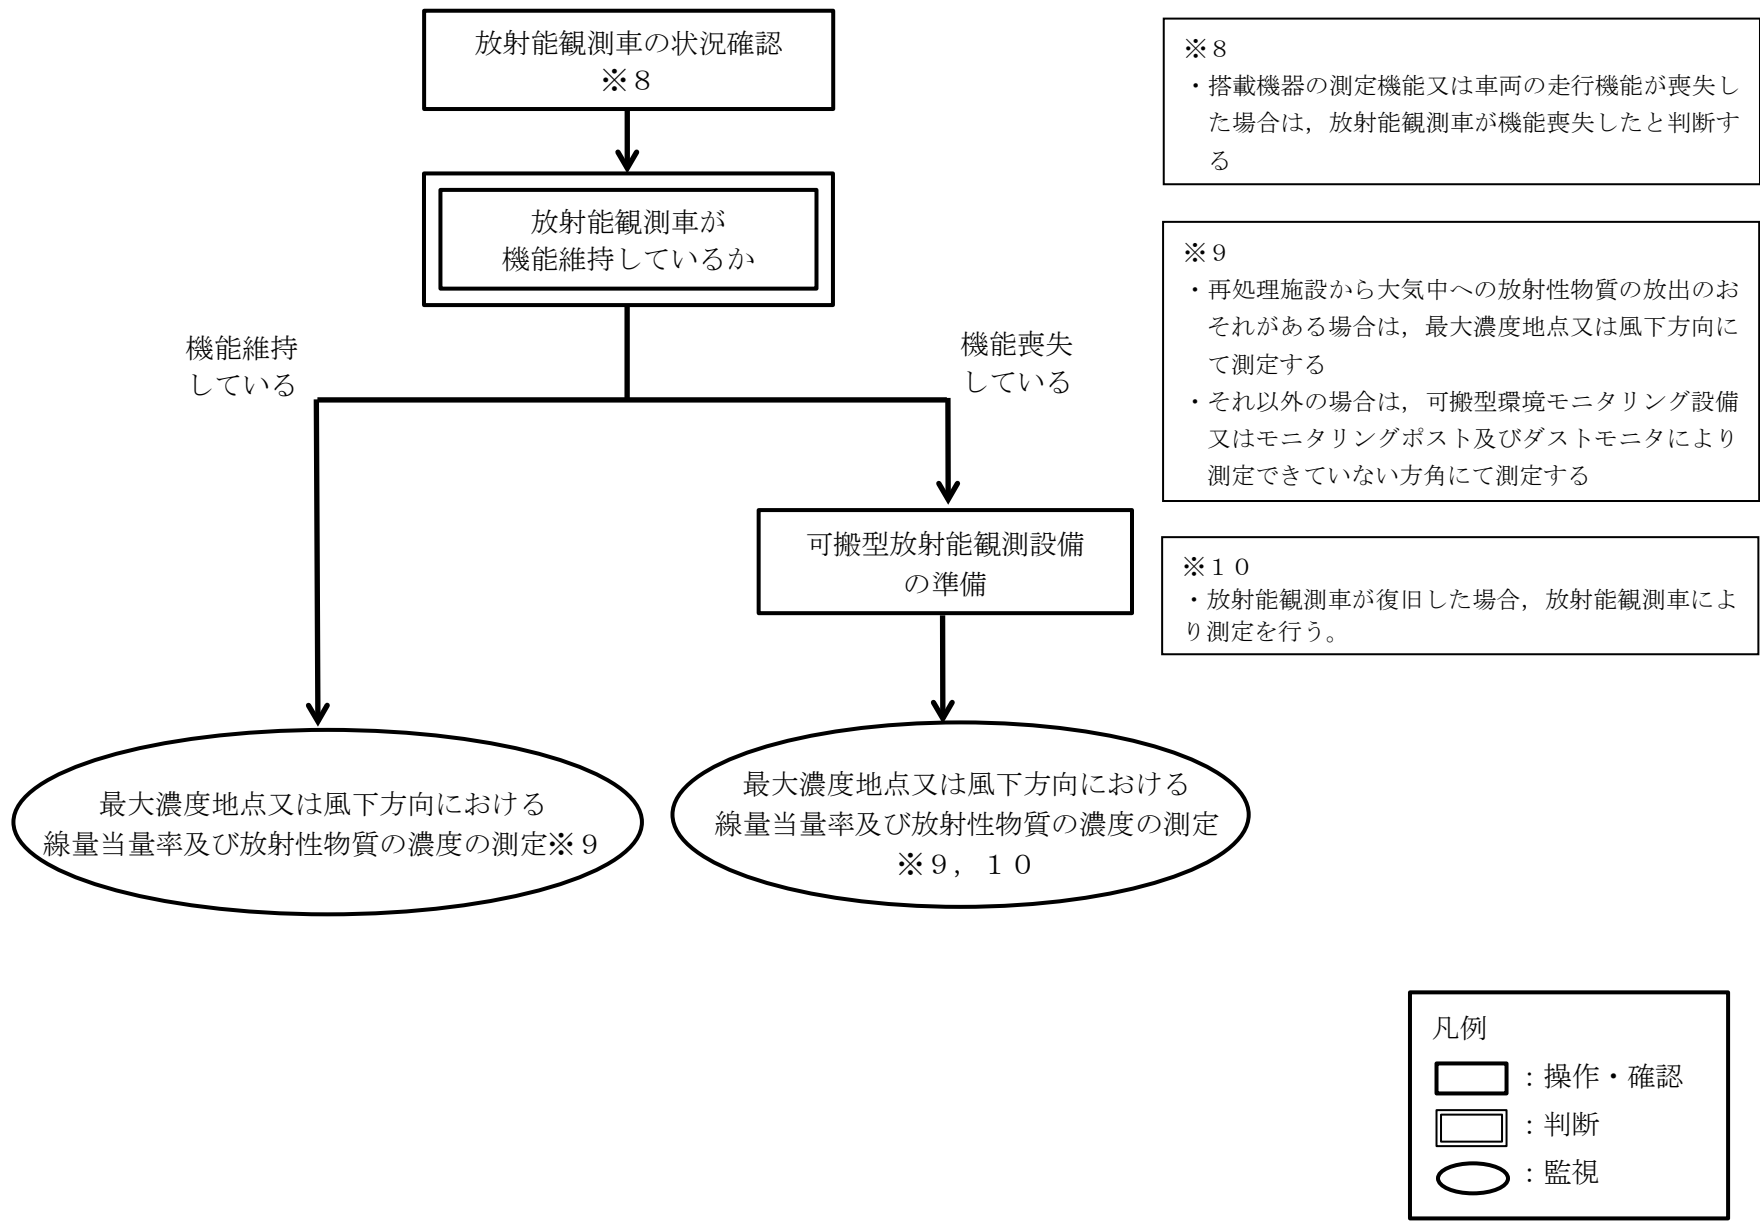 放射能観測車の状況確認
※８
放射能観測車が
機能維持しているか
機能維持
している
機能喪失
している
可搬型放射能観測設備
の準備
最大濃度地点又は風下方向における
線量当量率及び放射性物質の濃度の測定※９
最大濃度地点又は風下方向における
線量当量率及び放射性物質の濃度の測定
※９，１０
※８
・搭載機器の測定機能又は車両の走行機能が喪失し
た場合は，放射能観測車が機能喪失したと判断す
る
※９
・再処理施設から大気中への放射性物質の放出のお
それがある場合は，最大濃度地点又は風下方向に
て測定する
・それ以外の場合は，可搬型環境モニタリング設備
又はモニタリングポスト及びダストモニタにより
測定できていない方角にて測定する
※１０
・放射能観測車が復旧した場合，放射能観測車によ
り測定を行う。
凡例
：操作・確認
：判断
：監視